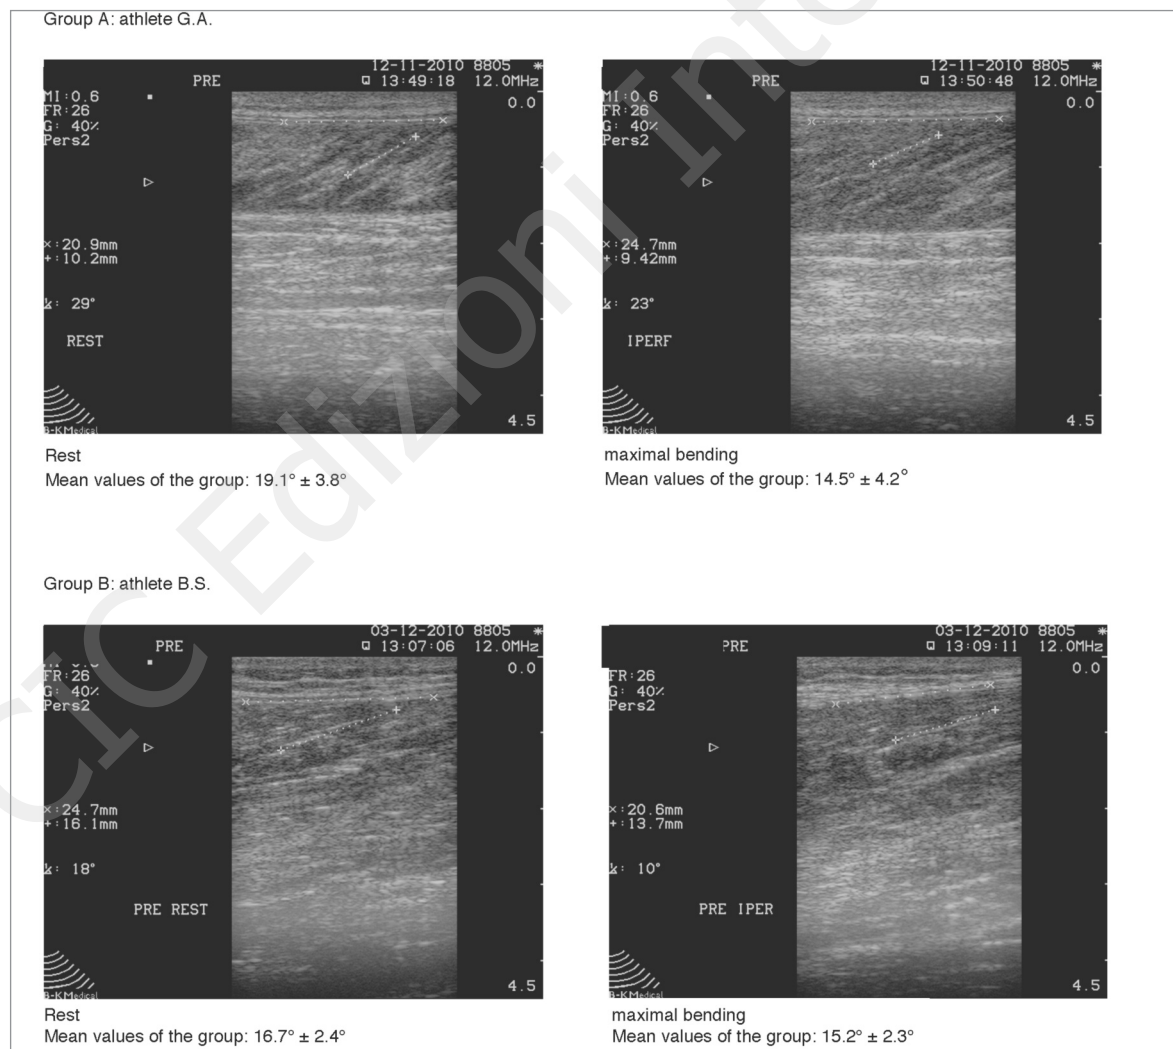 Group A: athlete G.A.
12-11-2010 8805 *
PRE 13:49:18 12.0MHz
MI:0.6
FR:26
G: 40%
Pers2
0.0
×:20.9mm
+:10.2mm
29°
REST
4.5
B-KMedical
Rest
Mean values of the group: 19.1° ± 3.8°
12-11-2010 8805 *
PRE 13:50:48 12.0MHz
MI:0.6
FR:26
G: 40%
Pers2
0.0
×:24.7mm
+:9.42mm
23°
IPERF
4.5
B-KMedical
maximal bending
Mean values of the group: 14.5° ± 4.2°
Group B: athlete B.S.
03-12-2010 8805 *
PRE 13:07:06 12.0MHz
FR:26
G: 40%
Pers2
0.0
×:24.7mm
+:16.1mm
18°
PRE REST
4.5
B-KMedical
Rest
Mean values of the group: 16.7° ± 2.4°
03-12-2010 8805 *
PRE 13:09:11 12.0MHz
FR:26
G: 40%
Pers2
0.0
×:20.6mm
+:13.7mm
10°
PRE IPER
4.5
B-KMedical
maximal bending
Mean values of the group: 15.2° ± 2.3°
CIC Edizioni